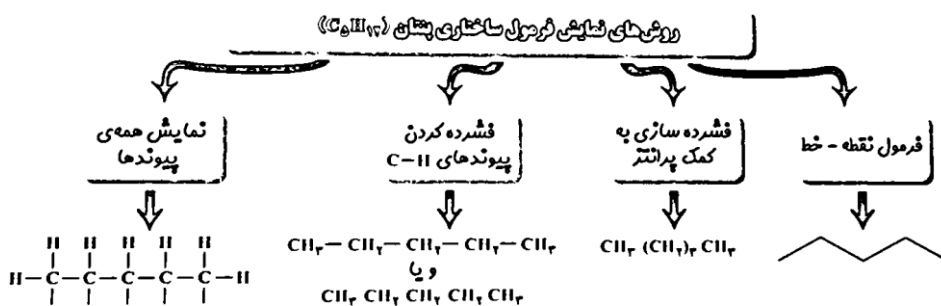 روش‌های نمایش فرمول ساختاری پنتان (C₅H₁₂)
نمایش همه‌ی
پیوندها
فشرده کردن
پیوندهای C–H
فشرده سازی به
کمک پرانتز
فرمول نقطه - خط
H H H H H
H–C–C–C–C–C–H
CH۳–CH۲–CH۲–CH۲–CH۳
و یا
CH۳ CH۲ CH۲ CH۲ CH۳
CH۳ (CH۲)۳ CH۳